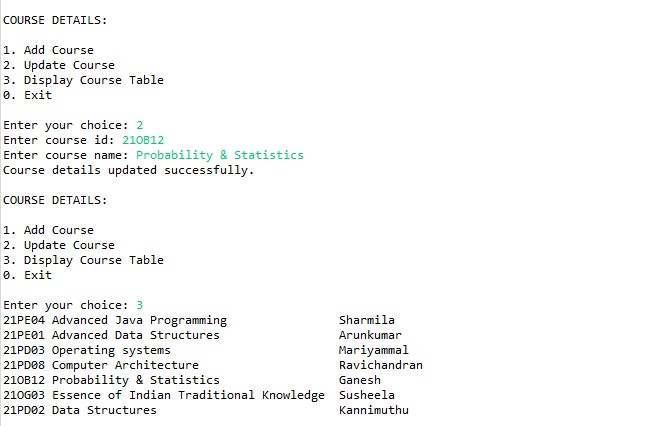 COURSE DETAILS:
1. Add Course
2. Update Course
3. Display Course Table
0. Exit
Enter your choice: 2
Enter course id: 21OB12
Enter course name: Probability & Statistics
Course details updated successfully.
COURSE DETAILS:
1. Add Course
2. Update Course
3. Display Course Table
0. Exit
Enter your choice: 3
21PE04 Advanced Java Programming Sharmila
21PE01 Advanced Data Structures Arunkumar
21PD03 Operating systems Mariyammal
21PD08 Computer Architecture Ravichandran
21OB12 Probability & Statistics Ganesh
21OG03 Essence of Indian Traditional Knowledge Susheela
21PD02 Data Structures Kannimuthu